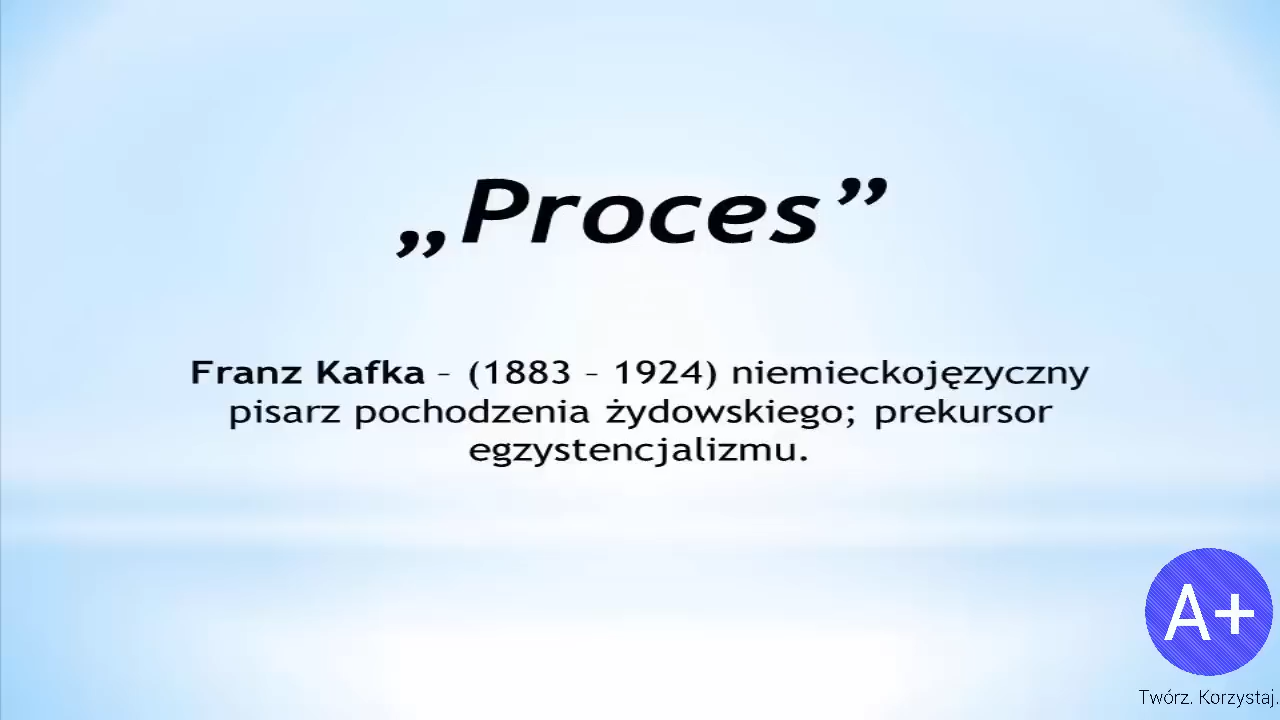 „Proces”
Franz Kafka – (1883 – 1924) niemieckojęzyczny
pisarz pochodzenia żydowskiego; prekursor
egzystencjalizmu.
A+
Twórz. Korzystaj.